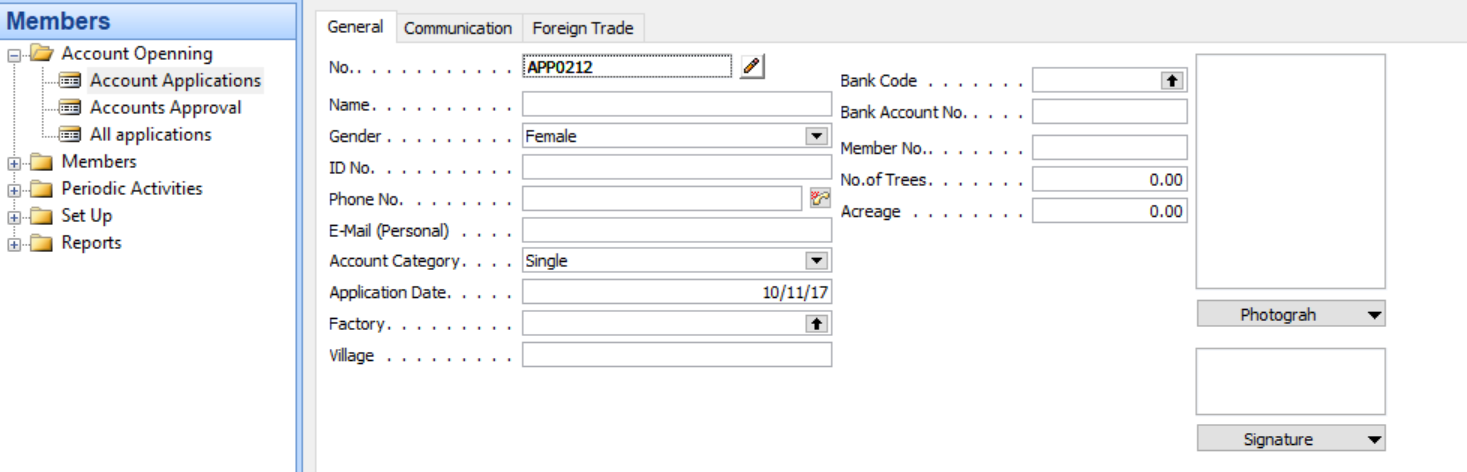 Members
Account Openning
Account Applications
Accounts Approval
All applications
Members
Periodic Activities
Set Up
Reports
General Communication Foreign Trade
No.. . . . . . . . . . . APP0212
Name. . . . . . . . . .
Gender . . . . . . . . . Female
ID No. . . . . . . . . .
Phone No. . . . . . . .
E-Mail (Personal) . . . .
Account Category. . . . Single
Application Date. . . . . 10/11/17
Factory. . . . . . . . .
Village . . . . . . . . .
Bank Code . . . . . . .
Bank Account No. . . . .
Member No.. . . . . . .
No.of Trees. . . . . . . 0.00
Acreage . . . . . . . . 0.00
Photograh
Signature